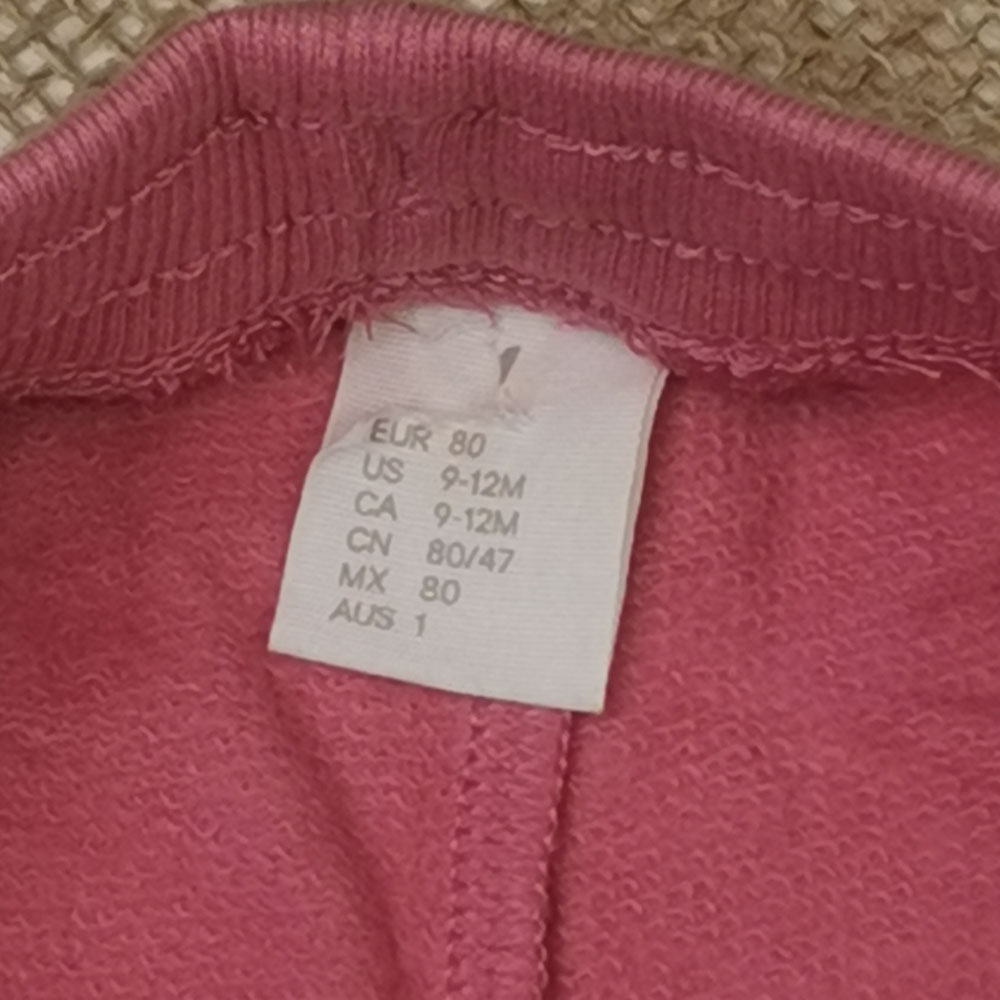 EUR 80
US 9-12M
CA 9-12M
CN 80/47
MX 80
AUS 1